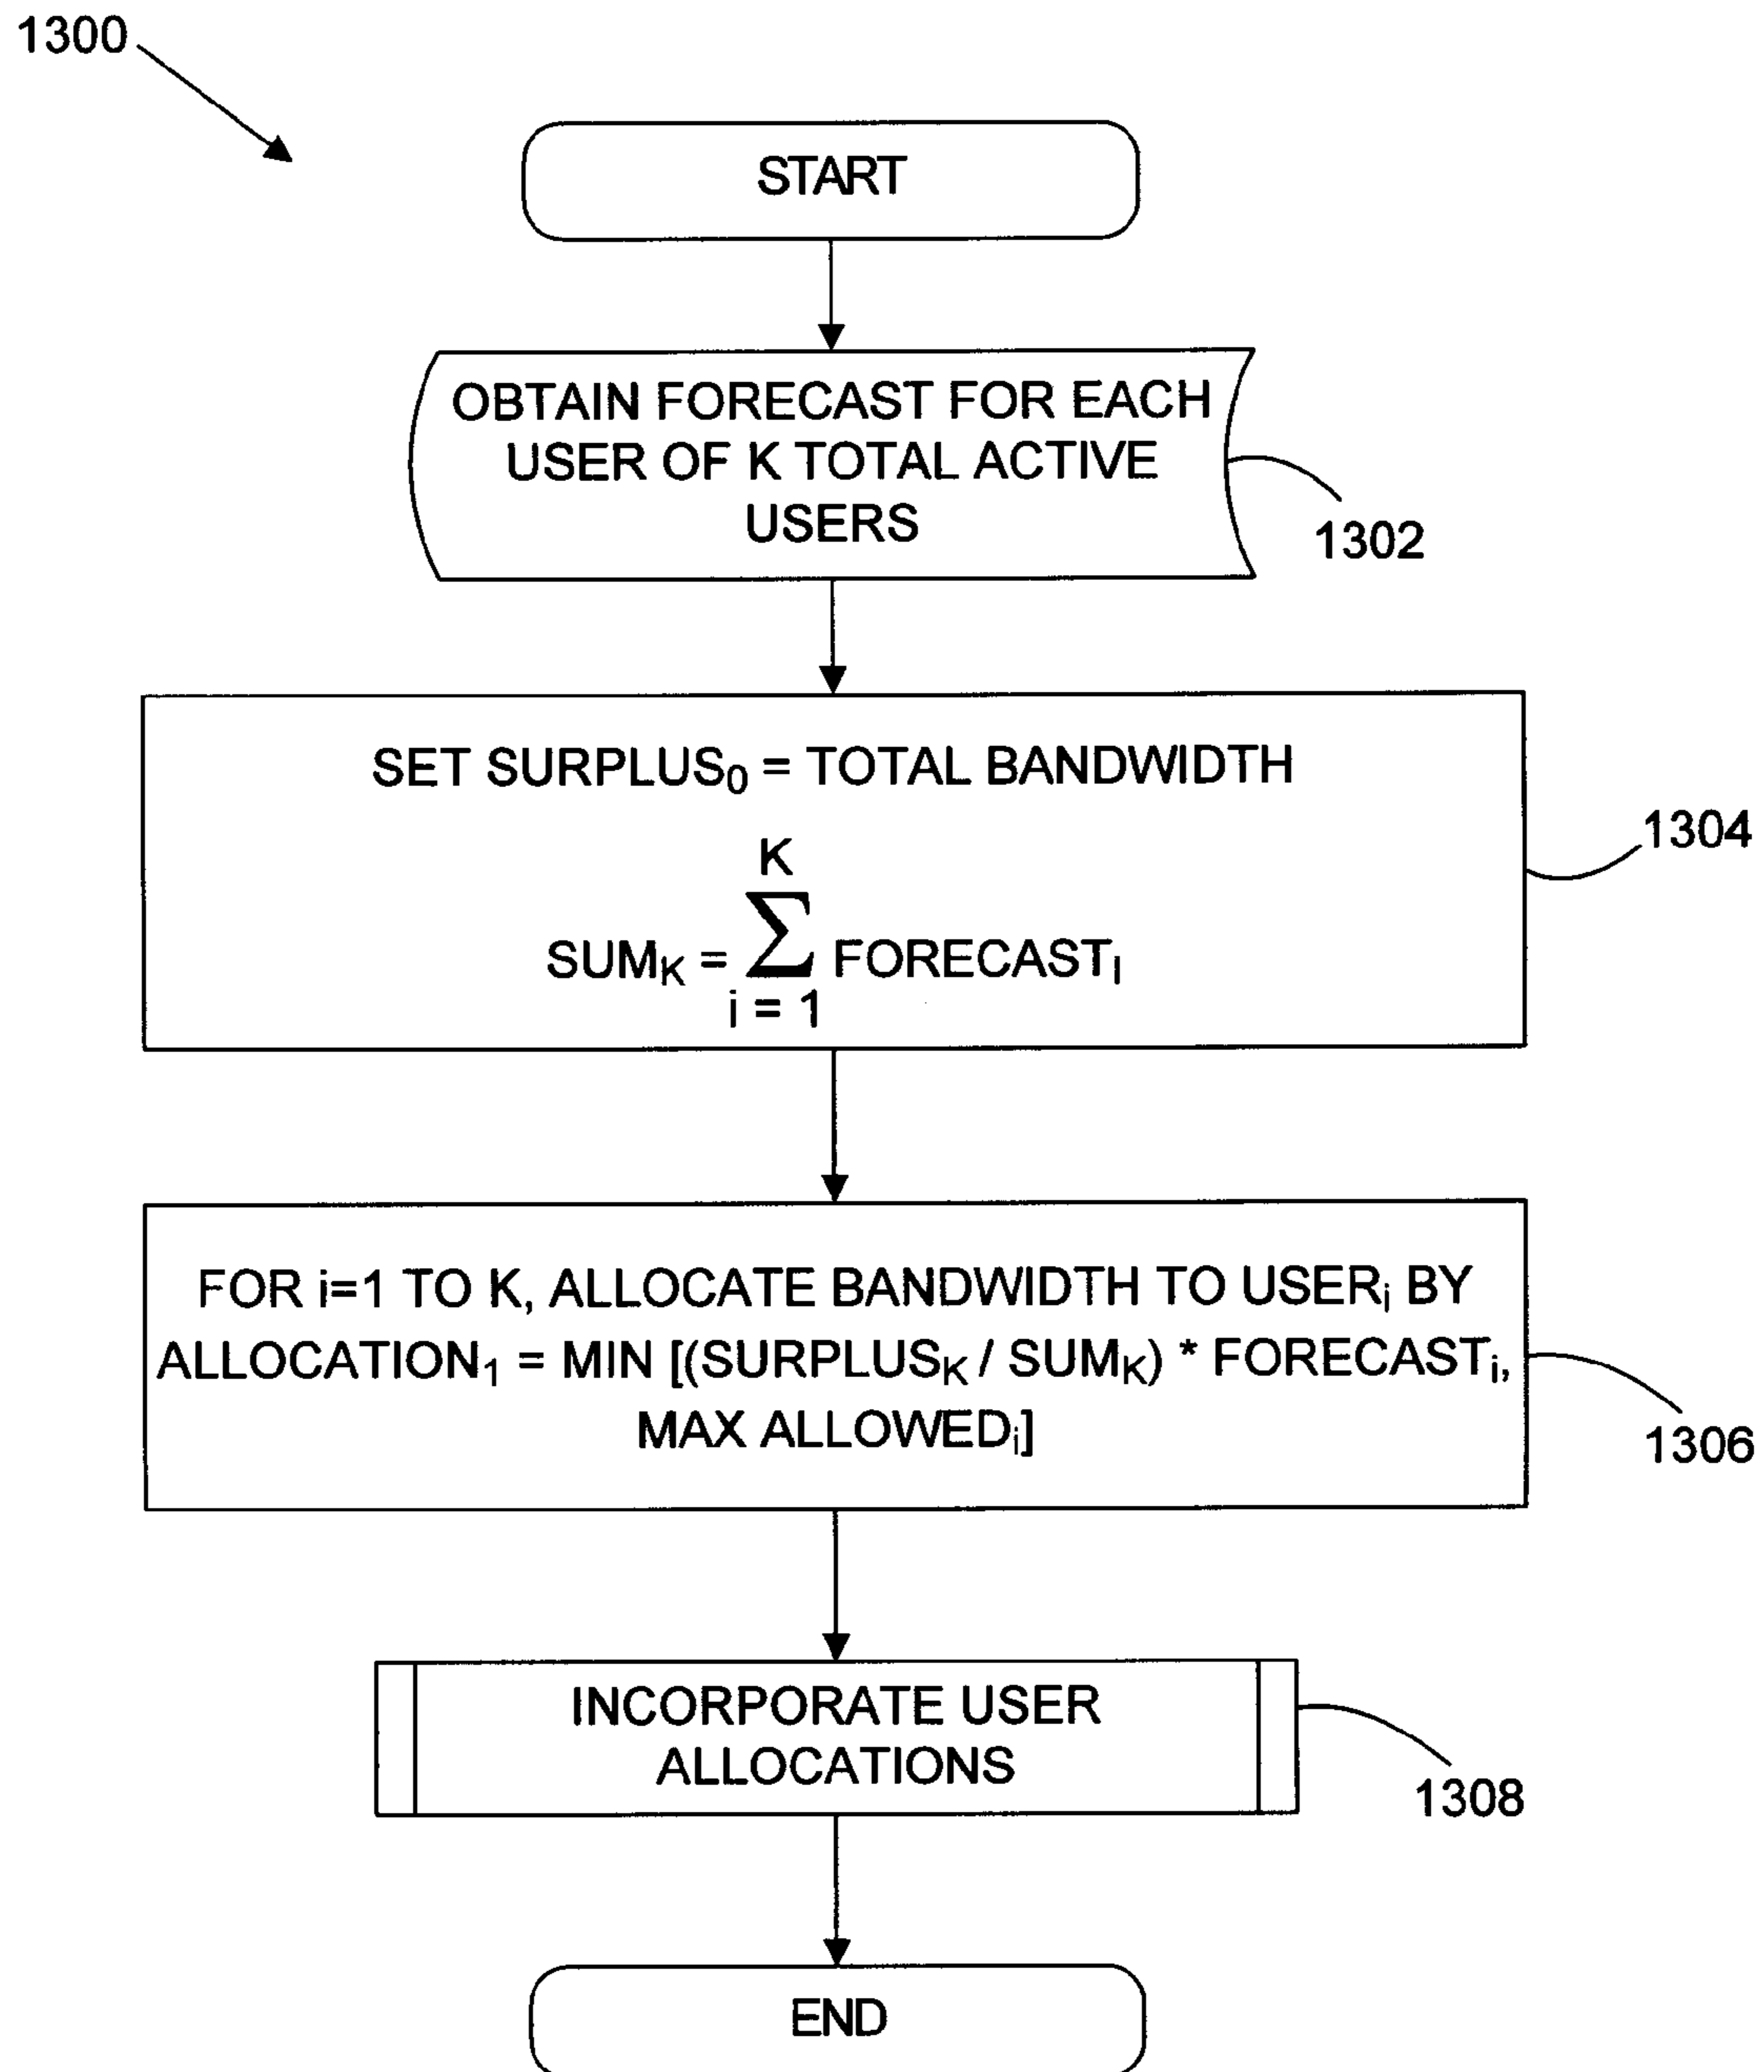 1300
START
OBTAIN FORECAST FOR EACH
USER OF K TOTAL ACTIVE
USERS
1302
SET SURPLUS₀ = TOTAL BANDWIDTH
K
SUMₖ = Σ FORECASTᵢ
i = 1
1304
FOR i=1 TO K, ALLOCATE BANDWIDTH TO USERᵢ BY
ALLOCATION₁ = MIN [(SURPLUSₖ / SUMₖ) * FORECASTᵢ,
MAX ALLOWEDᵢ]
1306
INCORPORATE USER
ALLOCATIONS
1308
END